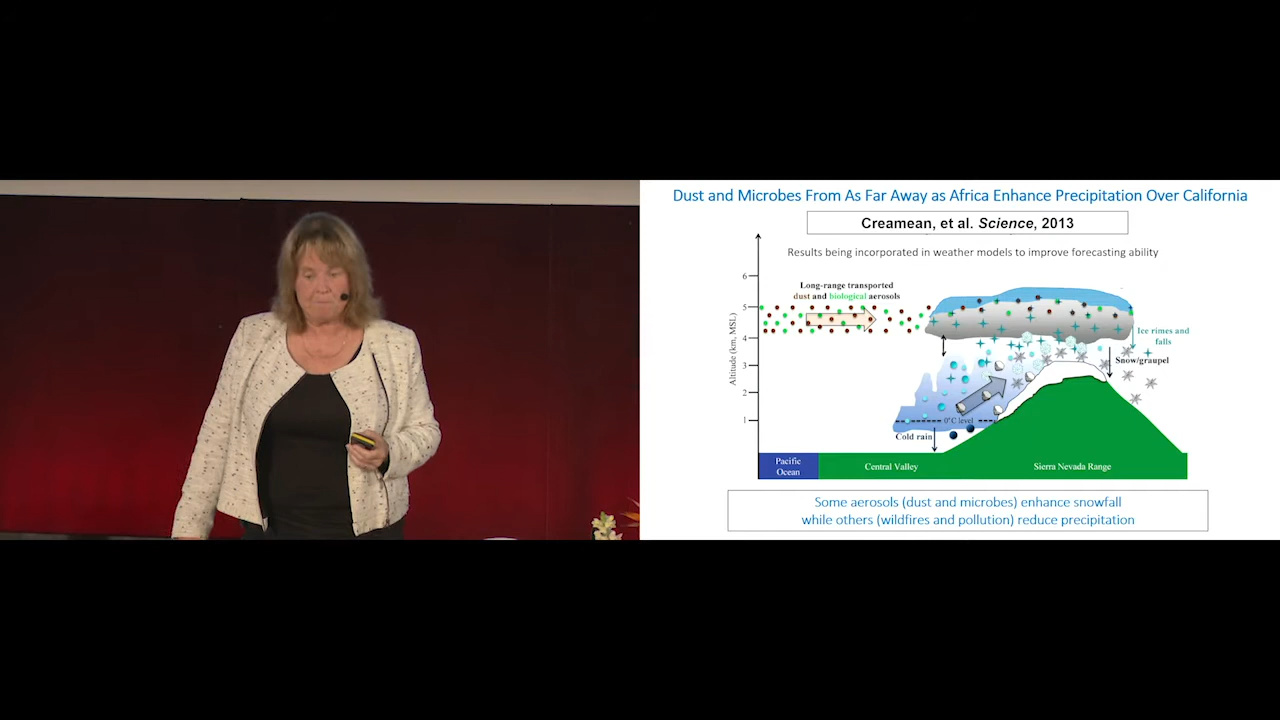 Dust and Microbes From As Far Away as Africa Enhance Precipitation Over California
Creamean, et al. Science, 2013
Results being incorporated in weather models to improve forecasting ability
Long-range transported
dust and biological aerosols
6
5
4
3
2
1
Altitude (km, MSL)
Ice rimes and
falls
Snow/graupel
0°C level
Cold rain
Pacific
Ocean
Central Valley
Sierra Nevada Range
Some aerosols (dust and microbes) enhance snowfall
while others (wildfires and pollution) reduce precipitation